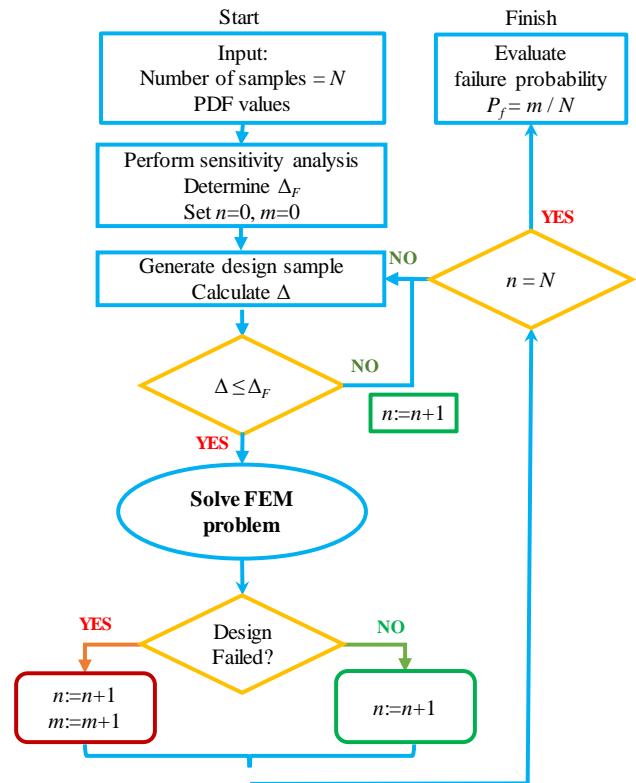 Start
Input:
Number of samples = N
PDF values
Perform sensitivity analysis
Determine Δ_F
Set n=0, m=0
Generate design sample
Calculate Δ
Δ ≤ Δ_F
NO
n:=n+1
YES
Solve FEM
problem
Design
Failed?
YES
n:=n+1
m:=m+1
NO
n:=n+1
Finish
Evaluate
failure probability
P_f = m / N
YES
NO
n = N